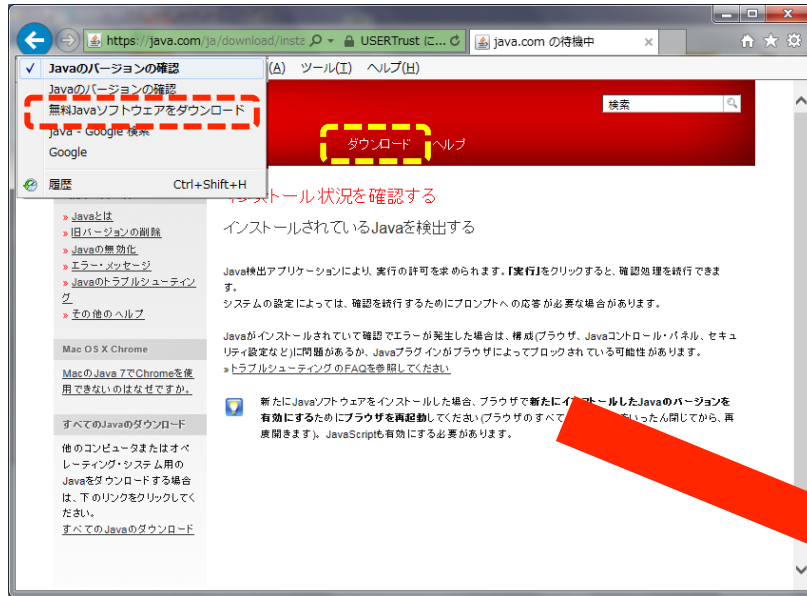 https://java.com/ja/download/insta
USERTrust に...
java.com の待機中
Javaのバージョンの確認
(A) ツール(T) ヘルプ(H)
Javaのバージョンの確認
無料Javaソフトウェアをダウンロード
java - Google 検索
Google
履歴 Ctrl+Shift+H
検索
ダウンロード ヘルプ
インストール状況を確認する
インストールされているJavaを検出する
» Javaとは
» 旧バージョンの削除
» Javaの無効化
» エラー・メッセージ
» Javaのトラブルシューティン
グ
» その他のヘルプ
Mac OS X Chrome
MacのJava 7でChromeを使
用できないのはなぜですか。
すべてのJavaのダウンロード
他のコンピュータまたはオペ
レーティング・システム用の
Javaをダウンロードする場合
は、下のリンクをクリックしてく
ださい。
すべてのJavaのダウンロード
Java検出アプリケーションにより、実行の許可を求められます。「実行」をクリックすると、確認処理を続行できま
す。
システムの設定によっては、確認を続行するためにプロンプトへの応答が必要な場合があります。
Javaがインストールされていて確認でエラーが発生した場合は、構成(ブラウザ、Javaコントロール・パネル、セキュ
リティ設定など)に問題があるか、Javaプラグインがブラウザによってブロックされている可能性があります。
» トラブルシューティングのFAQを参照してください
新たにJavaソフトウェアをインストールした場合、ブラウザで新たにインストールしたJavaのバージョンを
有効にするためにブラウザを再起動してください(ブラウザのすべて をいったん閉じてから、再
度開きます)。JavaScriptも有効にする必要があります。